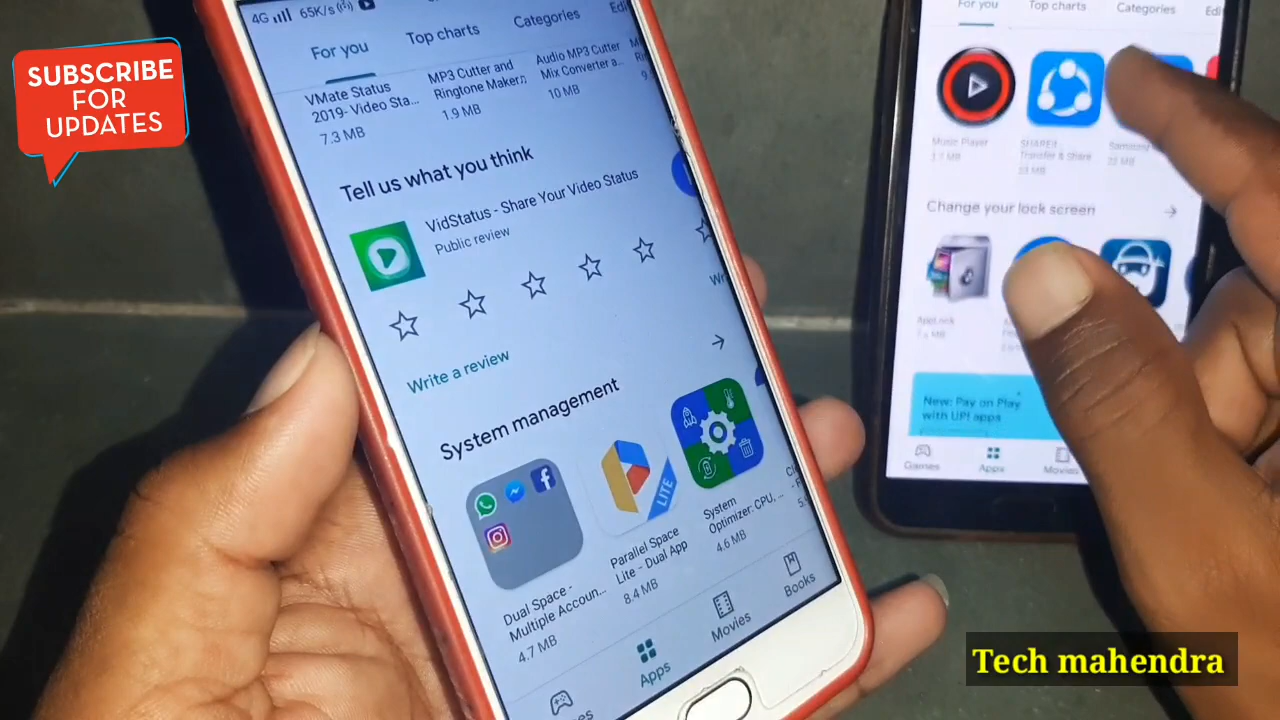 SUBSCRIBE
FOR
UPDATES
4G 65K/s
For you
Top charts
Categories
VMate Status
2019- Video Sta...
7.3 MB
MP3 Cutter and
Ringtone Maker♫
1.9 MB
Audio MP3 Cutter
Mix Converter a..
10 MB
Tell us what you think
VidStatus - Share Your Video Status
Public review
Write a review
System management
LITE
Dual Space -
Multiple Accoun...
4.7 MB
Parallel Space
Lite - Dual App
8.4 MB
System
Optimizer: CPU, ...
4.6 MB
Apps
Movies
Books
For you
Top charts
Categories
Edi
Music Player
SHAREit
Transfer & Share
Change your lock screen
AppLock
New: Pay on Play
with UPI apps
Games
Apps
Movies
Tech mahendra